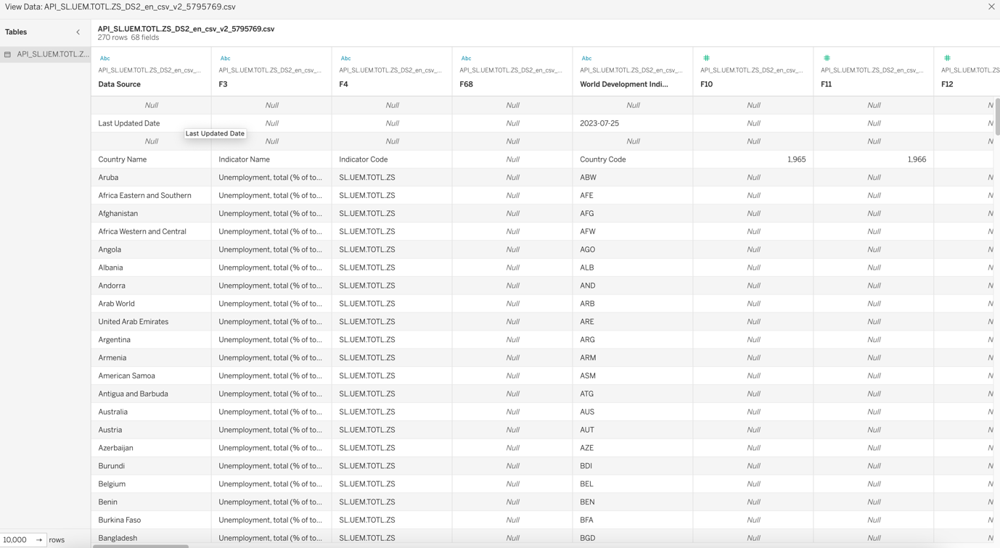 View Data: API_SL.UEM.TOTL.ZS_DS2_en_csv_v2_5795769.csv
Tables
API_SL.UEM.TOTL.Z...
API_SL.UEM.TOTL.ZS_DS2_en_csv_v2_5795769.csv
270 rows 68 fields
Abc Abc Abc Abc Abc # # #
API_SL.UEM.TOTL.ZS_DS2_en_csv_... API_SL.UEM.TOTL.ZS_DS2_en_csv_... API_SL.UEM.TOTL.ZS_DS2_en_csv_... API_SL.UEM.TOTL.ZS_DS2_en_csv_... API_SL.UEM.TOTL.ZS_DS2_en_csv_... API_SL.UEM.TOTL.ZS_DS2_en_csv_... API_SL.UEM.TOTL.ZS_DS2_en_csv_... API_SL.UEM.TOTL.ZS
Data Source F3 F4 F68 World Development Indi... F10 F11 F12
Null Null Null Null Null Null Null N
Last Updated Date Null Null Null 2023-07-25 Null Null N
Last Updated Date
Null Null Null Null Null Null Null N
Country Name Indicator Name Indicator Code Null Country Code 1,965 1,966
Aruba Unemployment, total (% of to... SL.UEM.TOTL.ZS Null ABW Null Null N
Africa Eastern and Southern Unemployment, total (% of to... SL.UEM.TOTL.ZS Null AFE Null Null N
Afghanistan Unemployment, total (% of to... SL.UEM.TOTL.ZS Null AFG Null Null N
Africa Western and Central Unemployment, total (% of to... SL.UEM.TOTL.ZS Null AFW Null Null N
Angola Unemployment, total (% of to... SL.UEM.TOTL.ZS Null AGO Null Null N
Albania Unemployment, total (% of to... SL.UEM.TOTL.ZS Null ALB Null Null N
Andorra Unemployment, total (% of to... SL.UEM.TOTL.ZS Null AND Null Null N
Arab World Unemployment, total (% of to... SL.UEM.TOTL.ZS Null ARB Null Null N
United Arab Emirates Unemployment, total (% of to... SL.UEM.TOTL.ZS Null ARE Null Null N
Argentina Unemployment, total (% of to... SL.UEM.TOTL.ZS Null ARG Null Null N
Armenia Unemployment, total (% of to... SL.UEM.TOTL.ZS Null ARM Null Null N
American Samoa Unemployment, total (% of to... SL.UEM.TOTL.ZS Null ASM Null Null N
Antigua and Barbuda Unemployment, total (% of to... SL.UEM.TOTL.ZS Null ATG Null Null N
Australia Unemployment, total (% of to... SL.UEM.TOTL.ZS Null AUS Null Null N
Austria Unemployment, total (% of to... SL.UEM.TOTL.ZS Null AUT Null Null N
Azerbaijan Unemployment, total (% of to... SL.UEM.TOTL.ZS Null AZE Null Null N
Burundi Unemployment, total (% of to... SL.UEM.TOTL.ZS Null BDI Null Null N
Belgium Unemployment, total (% of to... SL.UEM.TOTL.ZS Null BEL Null Null N
Benin Unemployment, total (% of to... SL.UEM.TOTL.ZS Null BEN Null Null N
Burkina Faso Unemployment, total (% of to... SL.UEM.TOTL.ZS Null BFA Null Null N
Bangladesh Unemployment, total (% of to... SL.UEM.TOTL.ZS Null BGD Null Null N
10,000 → rows